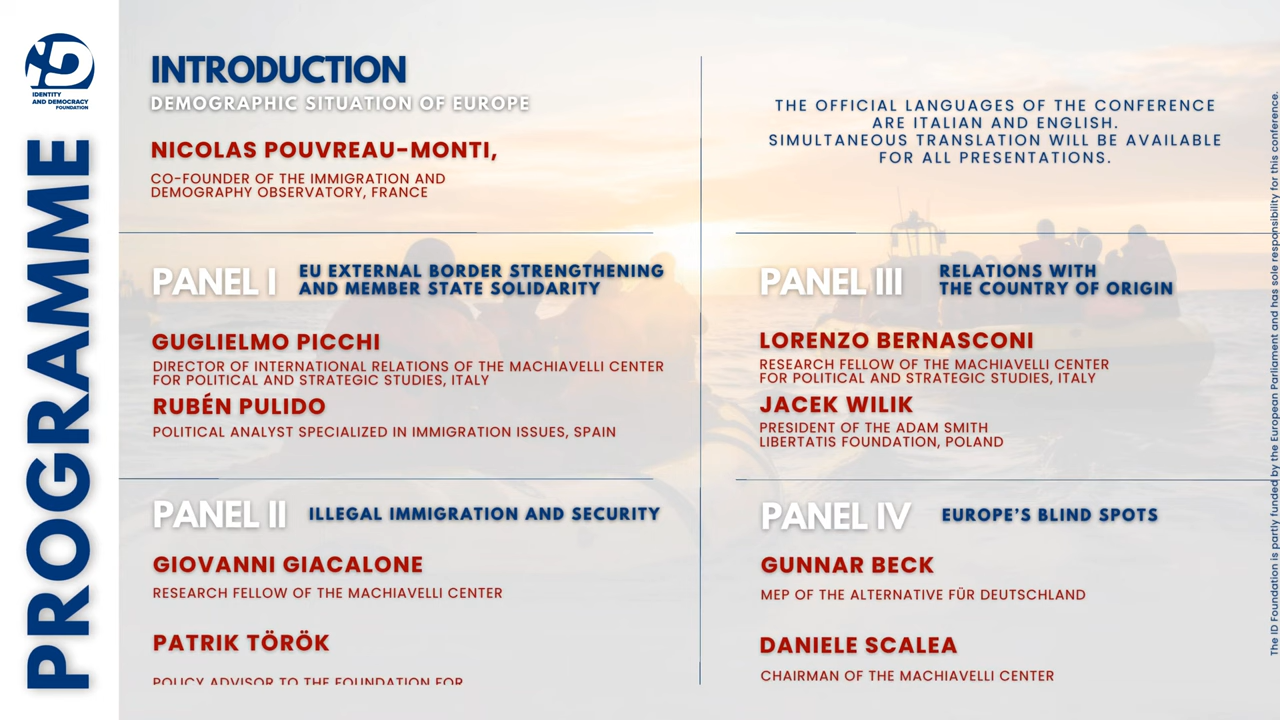 IDENTITY
AND DEMOCRACY
FOUNDATION
PROGRAMME
INTRODUCTION
DEMOGRAPHIC SITUATION OF EUROPE
NICOLAS POUVREAU-MONTI,
CO-FOUNDER OF THE IMMIGRATION AND
DEMOGRAPHY OBSERVATORY, FRANCE
THE OFFICIAL LANGUAGES OF THE CONFERENCE
ARE ITALIAN AND ENGLISH.
SIMULTANEOUS TRANSLATION WILL BE AVAILABLE
FOR ALL PRESENTATIONS.
PANEL I
EU EXTERNAL BORDER STRENGTHENING
AND MEMBER STATE SOLIDARITY
GUGLIELMO PICCHI
DIRECTOR OF INTERNATIONAL RELATIONS OF THE MACHIAVELLI CENTER
FOR POLITICAL AND STRATEGIC STUDIES, ITALY
RUBÉN PULIDO
POLITICAL ANALYST SPECIALIZED IN IMMIGRATION ISSUES, SPAIN
PANEL II
ILLEGAL IMMIGRATION AND SECURITY
GIOVANNI GIACALONE
RESEARCH FELLOW OF THE MACHIAVELLI CENTER
PATRIK TÖRÖK
POLICY ADVISOR TO THE FOUNDATION FOR
PANEL III
RELATIONS WITH
THE COUNTRY OF ORIGIN
LORENZO BERNASCONI
RESEARCH FELLOW OF THE MACHIAVELLI CENTER
FOR POLITICAL AND STRATEGIC STUDIES, ITALY
JACEK WILIK
PRESIDENT OF THE ADAM SMITH
LIBERTATIS FOUNDATION, POLAND
PANEL IV
EUROPE'S BLIND SPOTS
GUNNAR BECK
MEP OF THE ALTERNATIVE FÜR DEUTSCHLAND
DANIELE SCALEA
CHAIRMAN OF THE MACHIAVELLI CENTER
The ID Foundation is partly funded by the European Parliament and has sole responsibility for this conference.